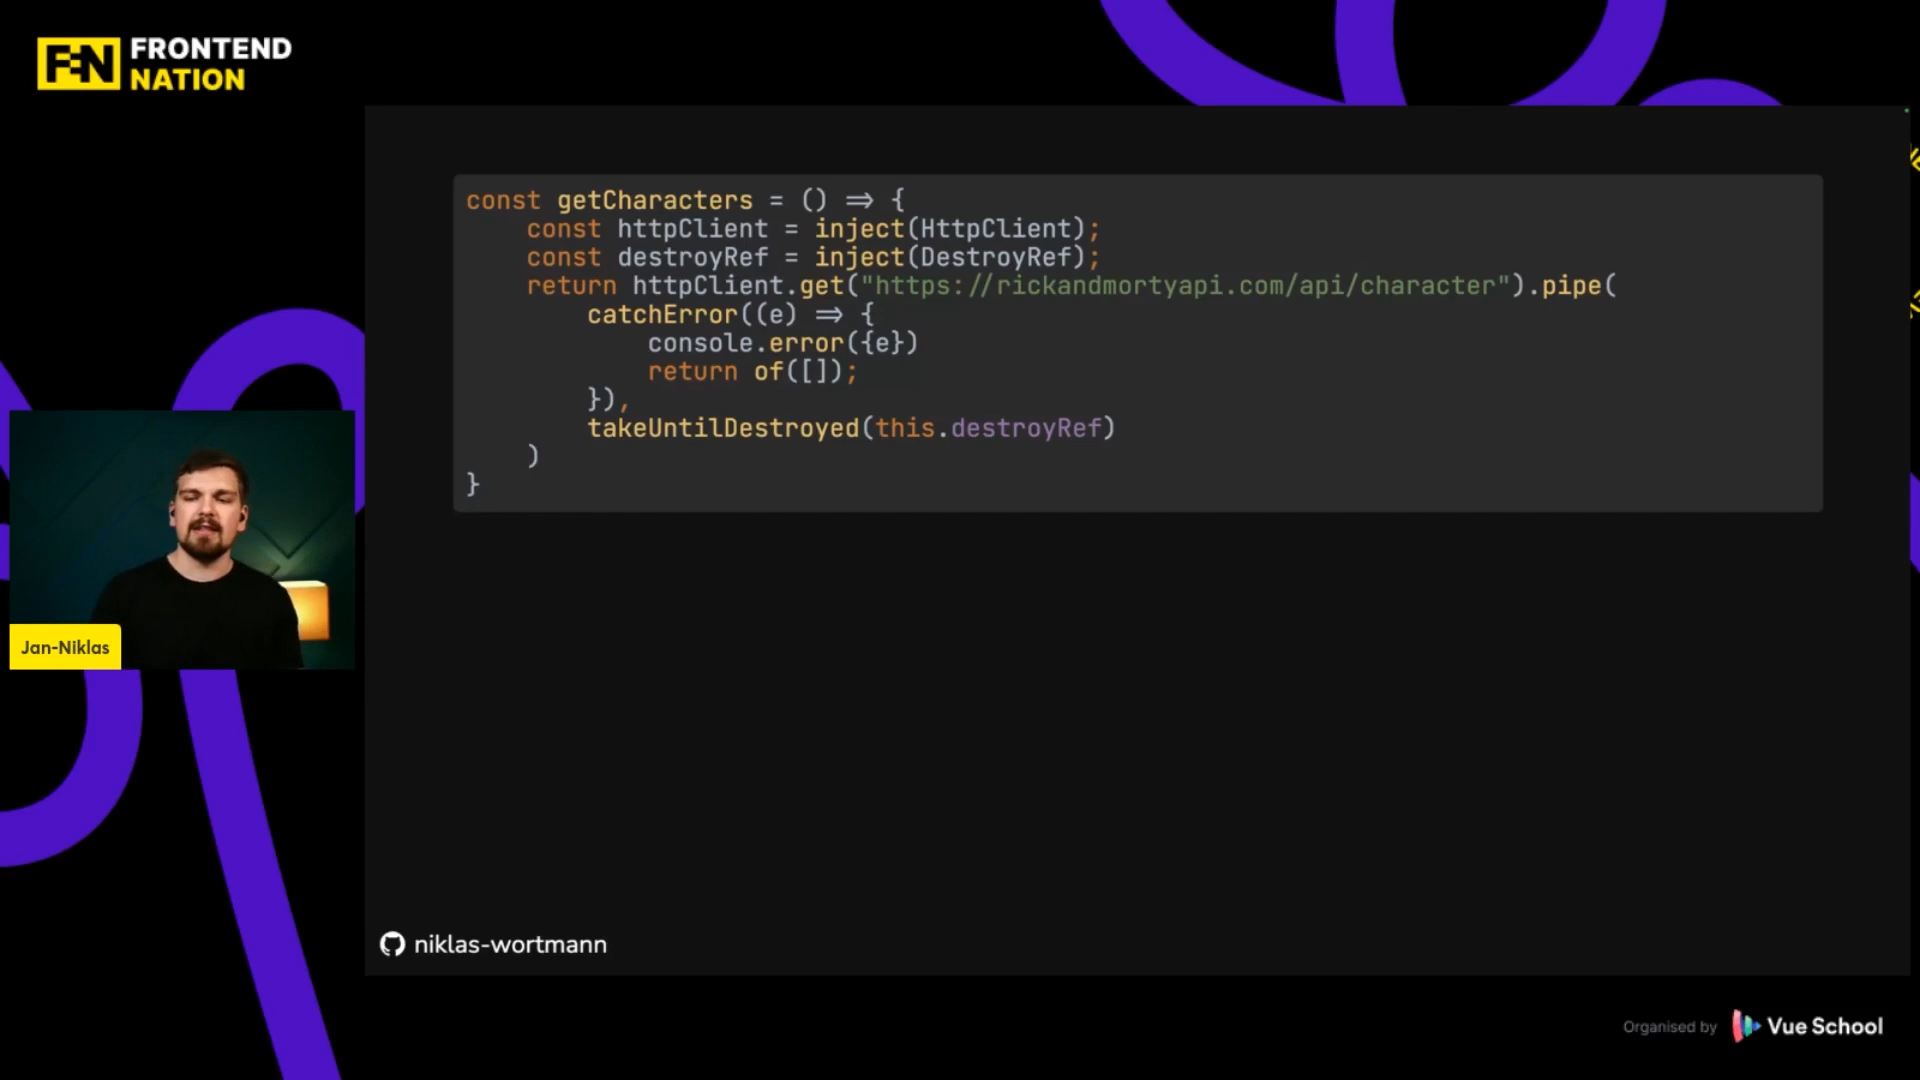 FRONTEND
NATION
const getCharacters = () => {
    const httpClient = inject(HttpClient);
    const destroyRef = inject(DestroyRef);
    return httpClient.get("https://rickandmortyapi.com/api/character").pipe(
        catchError((e) => {
            console.error({e})
            return of([]);
        }),
        takeUntilDestroyed(this.destroyRef)
    )
}
Jan-Niklas
niklas-wortmann
Organised by Vue School